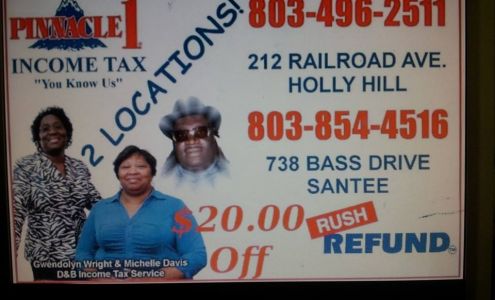 PINNACLE 1
INCOME TAX
"You Know Us"
2 LOCATIONS!
803-496-2511
212 RAILROAD AVE.
HOLLY HILL
803-854-4516
738 BASS DRIVE
SANTEE
$20.00
Off
RUSH
REFUND
Gwendolyn Wright & Michelle Davis
D&B Income Tax Service